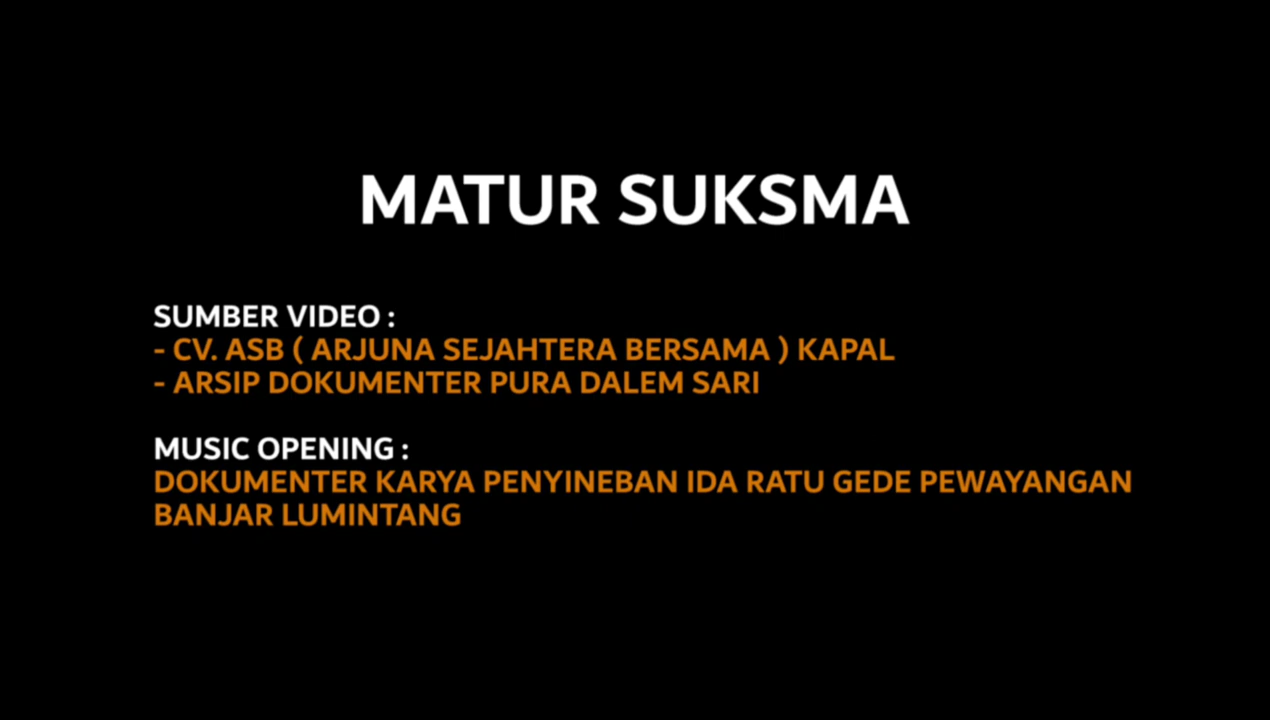 MATUR SUKSMA
SUMBER VIDEO :
- CV. ASB ( ARJUNA SEJAHTERA BERSAMA ) KAPAL
- ARSIP DOKUMENTER PURA DALEM SARI
MUSIC OPENING :
DOKUMENTER KARYA PENYINEBAN IDA RATU GEDE PEWAYANGAN
BANJAR LUMINTANG